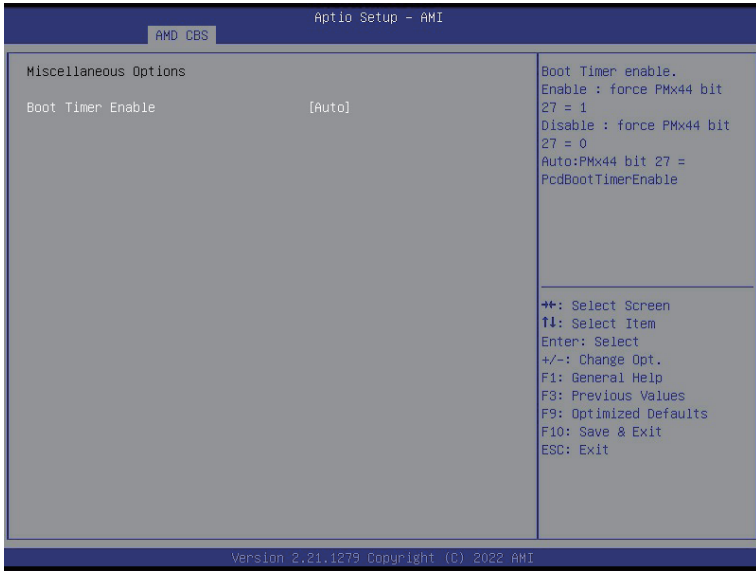 Aptio Setup – AMI
AMD CBS
Miscellaneous Options
Boot Timer Enable [Auto]
Boot Timer enable.
Enable : force PMx44 bit
27 = 1
Disable : force PMx44 bit
27 = 0
Auto:PMx44 bit 27 =
PcdBootTimerEnable
→←: Select Screen
↑↓: Select Item
Enter: Select
+/-: Change Opt.
F1: General Help
F3: Previous Values
F9: Optimized Defaults
F10: Save & Exit
ESC: Exit
Version 2.21.1279 Copyright (C) 2022 AMI